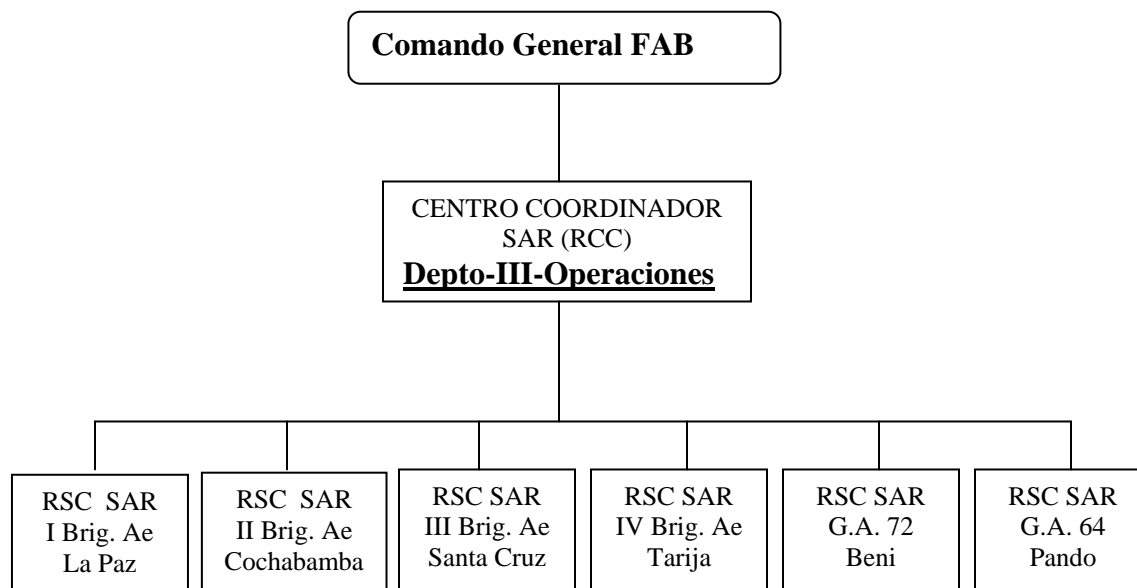 Comando General FAB
CENTRO COORDINADOR
SAR (RCC)
Depto-III-Operaciones
RSC SAR
I Brig. Ae
La Paz
RSC SAR
II Brig. Ae
Cochabamba
RSC SAR
III Brig. Ae
Santa Cruz
RSC SAR
IV Brig. Ae
Tarija
RSC SAR
G.A. 72
Beni
RSC SAR
G.A. 64
Pando